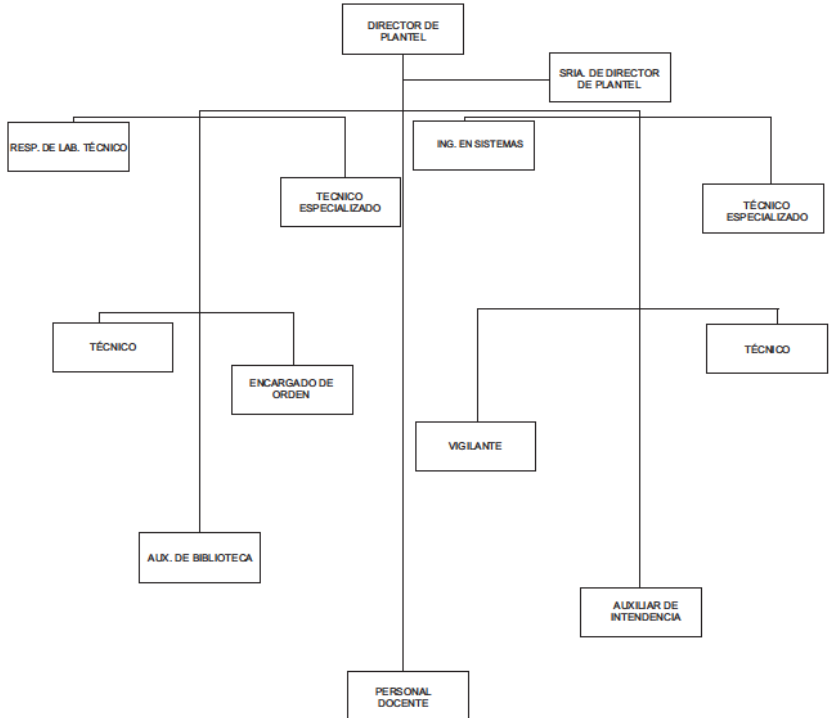 DIRECTOR DE
PLANTEL
SRIA. DE DIRECTOR
DE PLANTEL
RESP. DE LAB. TÉCNICO
ING. EN SISTEMAS
TECNICO
ESPECIALIZADO
TÉCNICO
ESPECIALIZADO
TÉCNICO
TÉCNICO
ENCARGADO DE
ORDEN
VIGILANTE
AUX. DE BIBLIOTECA
AUXILIAR DE
INTENDENCIA
PERSONAL
DOCENTE